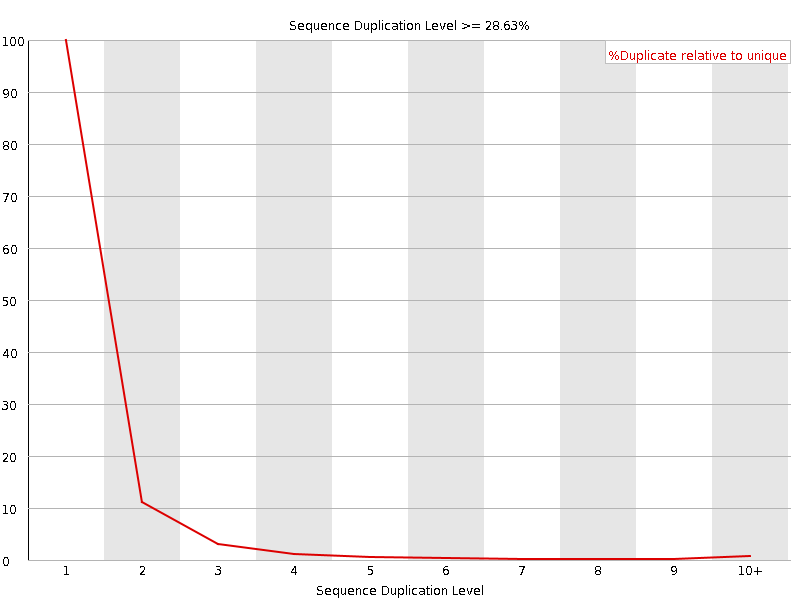 Sequence Duplication Level >= 28.63%
%Duplicate relative to unique
100
90
80
70
60
50
40
30
20
10
0
1 2 3 4 5 6 7 8 9 10+
Sequence Duplication Level